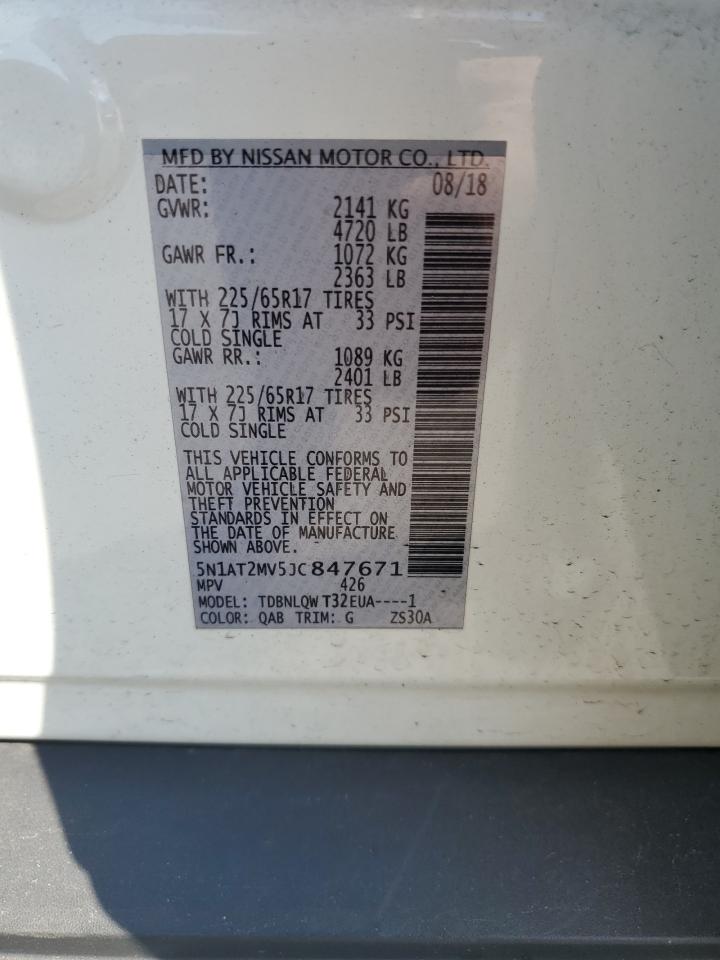 MFD BY NISSAN MOTOR CO., LTD.
DATE: 08/18
GVWR: 2141 KG
4720 LB
GAWR FR.: 1072 KG
2363 LB
WITH 225/65R17 TIRES
17 X 7J RIMS AT 33 PSI
COLD SINGLE
GAWR RR.: 1089 KG
2401 LB
WITH 225/65R17 TIRES
17 X 7J RIMS AT 33 PSI
COLD SINGLE
THIS VEHICLE CONFORMS TO
ALL APPLICABLE FEDERAL
MOTOR VEHICLE SAFETY AND
THEFT PREVENTION
STANDARDS IN EFFECT ON
THE DATE OF MANUFACTURE
SHOWN ABOVE.
5N1AT2MV5JC847671
MPV 426
MODEL: TDBNLQW T32EUA----1
COLOR: QAB TRIM: G ZS30A